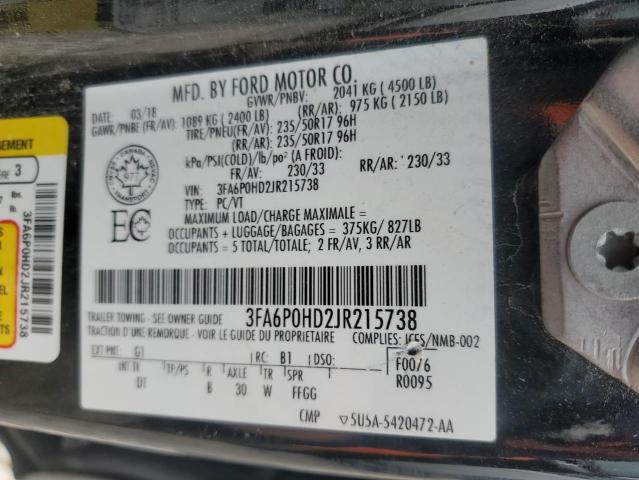 MFD. BY FORD MOTOR CO.
DATE: 03/18 GVWR/PNBV: 2041 KG (4500 LB)
GAWR/PNBE (FR/AV): 1089 KG (2400 LB) (RR/AR): 975 KG (2150 LB)
TIRE/PNEU(FR/AV): 235/50R17 96H
(RR/AR): 235/50R17 96H
kPa/PSI(COLD)/lb/po² (A FROID):
FR/AV: 230/33 RR/AR: 230/33
VIN: 3FA6P0HD2JR215738
TYPE: PC/VT
MAXIMUM LOAD/CHARGE MAXIMALE =
OCCUPANTS + LUGGAGE/BAGAGES = 375KG/ 827LB
OCCUPANTS = 5 TOTAL/TOTALE; 2 FR/AV, 3 RR/AR
CANADA
977
TRANSPORT
EC
TRAILER TOWING – SEE OWNER GUIDE 3FA6P0HD2JR215738
TRACTION DE REMORQUE – VOIR LE GUIDE DU PROPRIETAIRE COMPLIES: ICES/NMB-002
EXT PNT: G1 RC: B1 DSO: F0076
INT TR TP/PS R AXLE TR SPR R0095
DT B 30 W FFGG
CMP ▽5U5A-5420472-AA
3
3FA6P0HD2JR215738